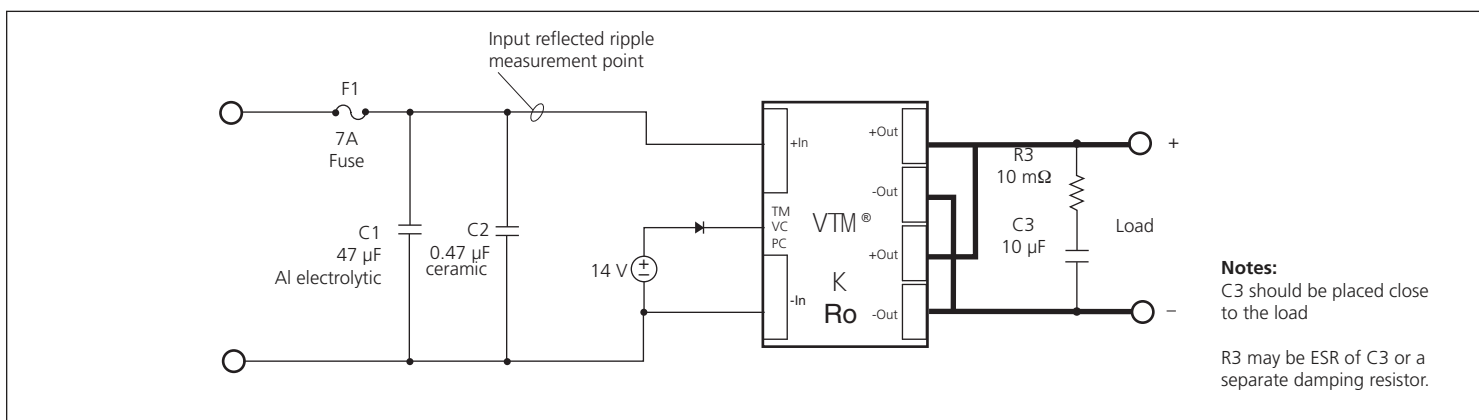 Input reflected ripple
measurement point
F1
7A
Fuse
C1
47 µF
Al electrolytic
C2
0.47 µF
ceramic
14 V
+
−
+In
TM
VC
PC
-In
VTM®
K
Ro
+Out
-Out
+Out
-Out
R3
10 mΩ
C3
10 µF
+
Load
−
Notes:
C3 should be placed close
to the load
R3 may be ESR of C3 or a
separate damping resistor.